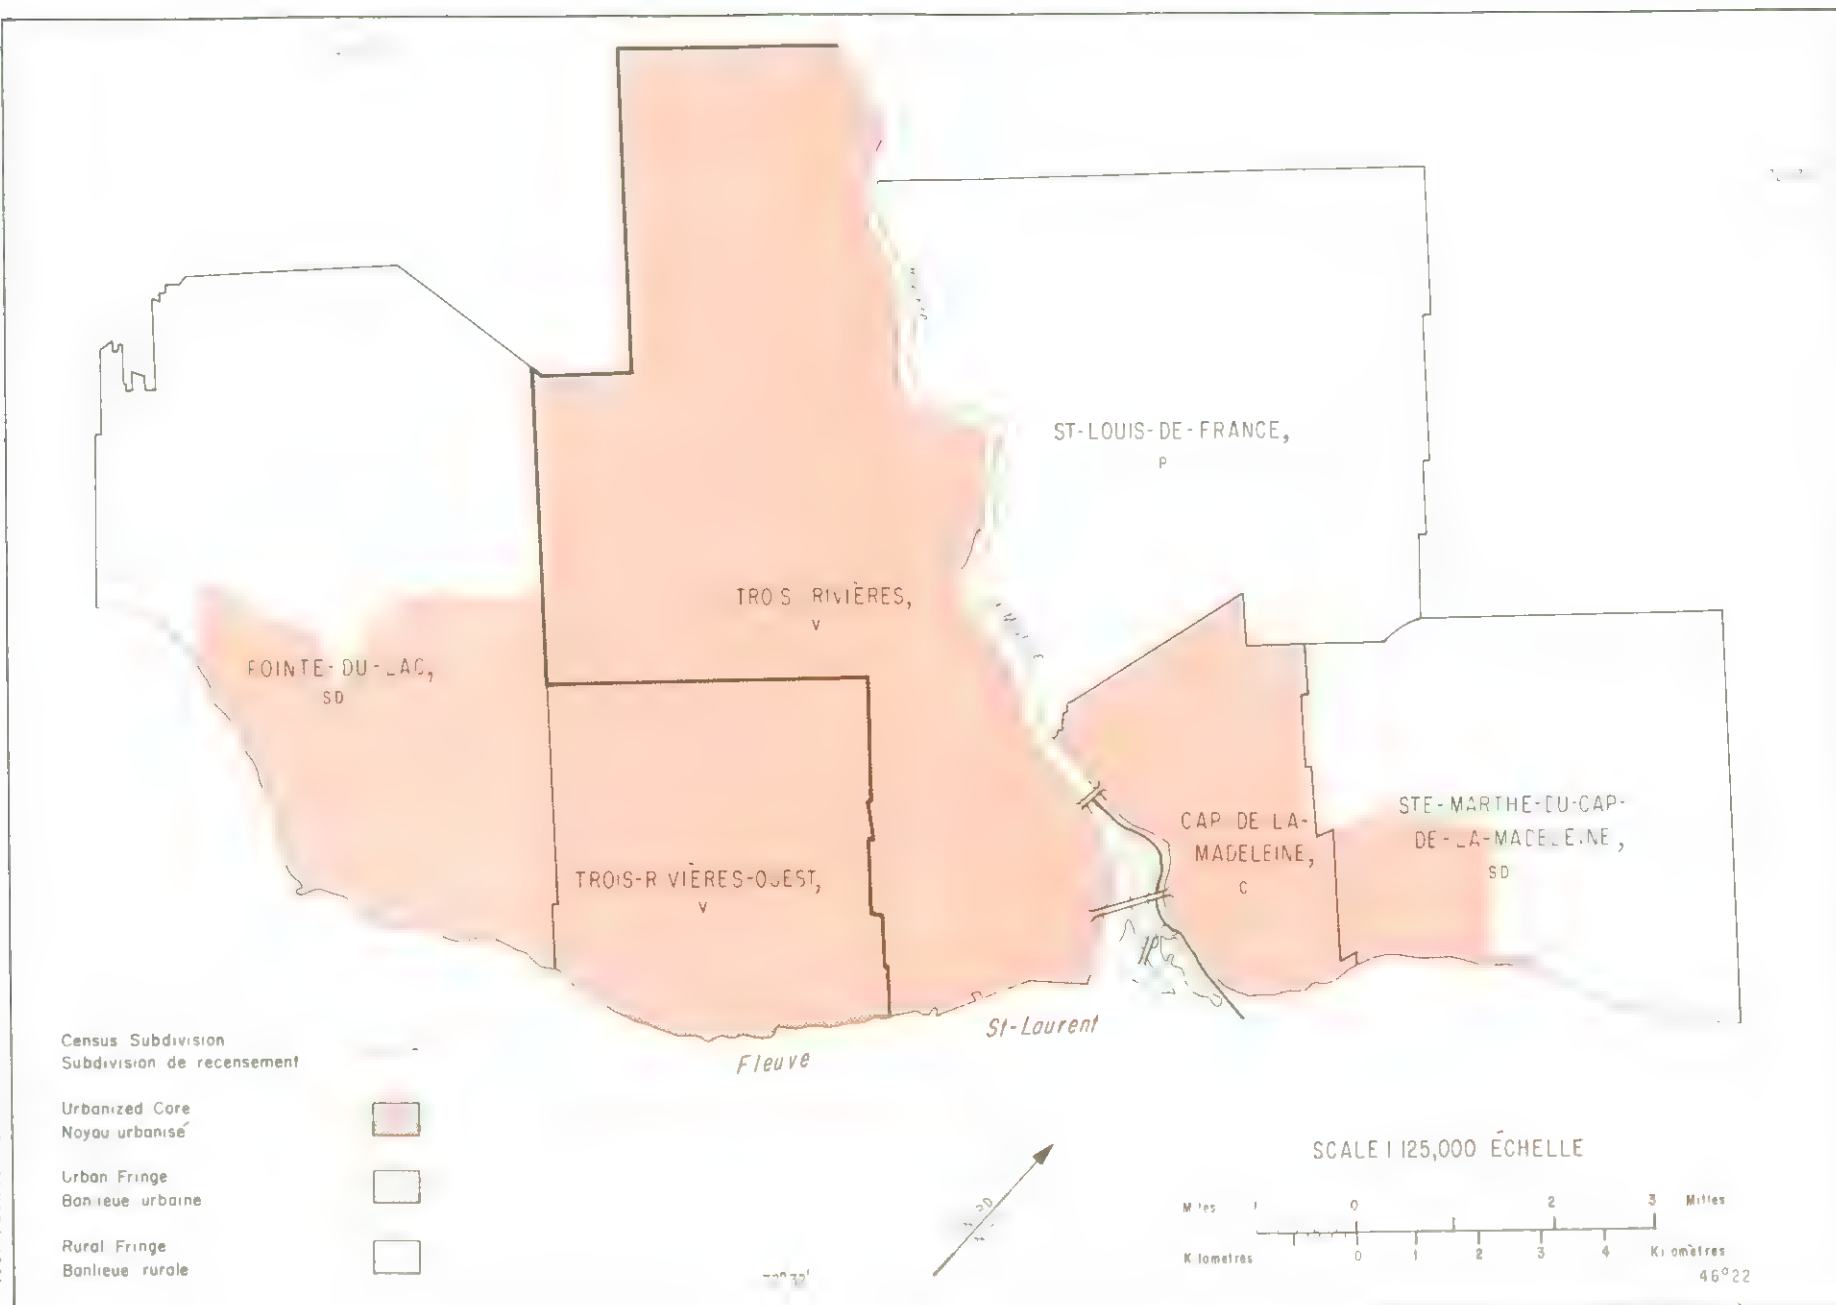 ST-LOUIS-DE-FRANCE,
P
TROIS RIVIÈRES,
V
POINTE-DU-LAC,
SD
TROIS-RIVIÈRES-OUEST,
V
CAP DE LA-
MADELEINE,
C
STE-MARTHE-DU-CAP-
DE-LA-MADELEINE,
SD
St-Laurent
Fleuve
Census Subdivision
Subdivision de recensement
Urbanized Core
Noyau urbanisé
Urban Fringe
Banlieue urbaine
Rural Fringe
Banlieue rurale
SCALE 1 125,000 ÉCHELLE
Miles 1 0 2 3 Milles
Kilometres 0 1 2 3 4 Kilomètres
46°22